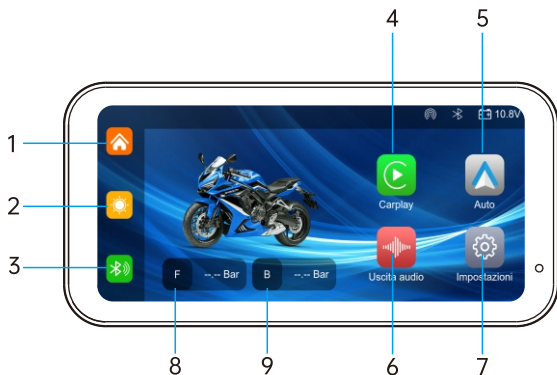 4 5
10.8V
1
2
3
Carplay Auto
F --.-- Bar B --.-- Bar
Uscita audio Impostazioni
8 9 6 7